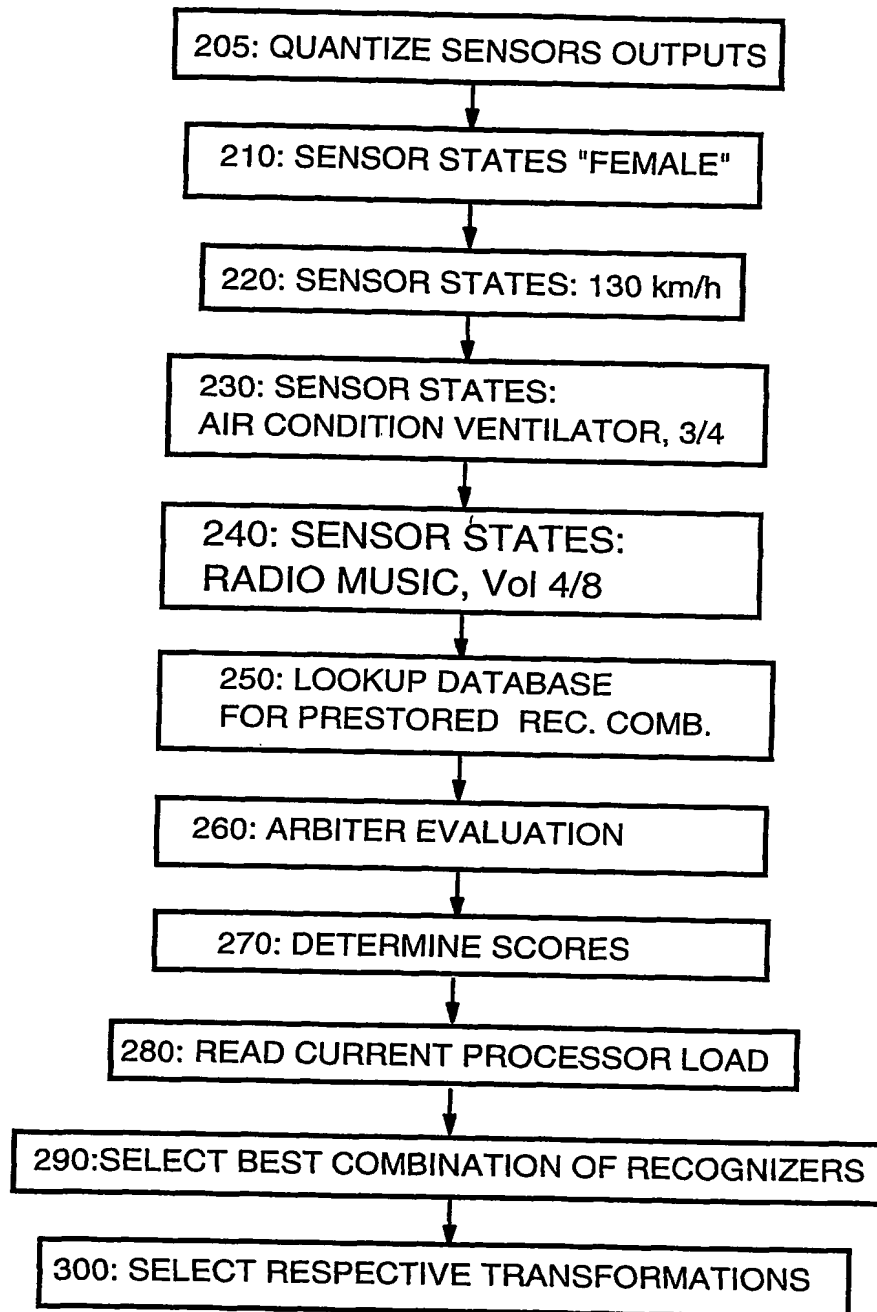 205: QUANTIZE SENSORS OUTPUTS
210: SENSOR STATES "FEMALE"
220: SENSOR STATES: 130 km/h
230: SENSOR STATES:
AIR CONDITION VENTILATOR, 3/4
240: SENSOR STATES:
RADIO MUSIC, Vol 4/8
250: LOOKUP DATABASE
FOR PRESTORED REC. COMB.
260: ARBITER EVALUATION
270: DETERMINE SCORES
280: READ CURRENT PROCESSOR LOAD
290:SELECT BEST COMBINATION OF RECOGNIZERS
300: SELECT RESPECTIVE TRANSFORMATIONS